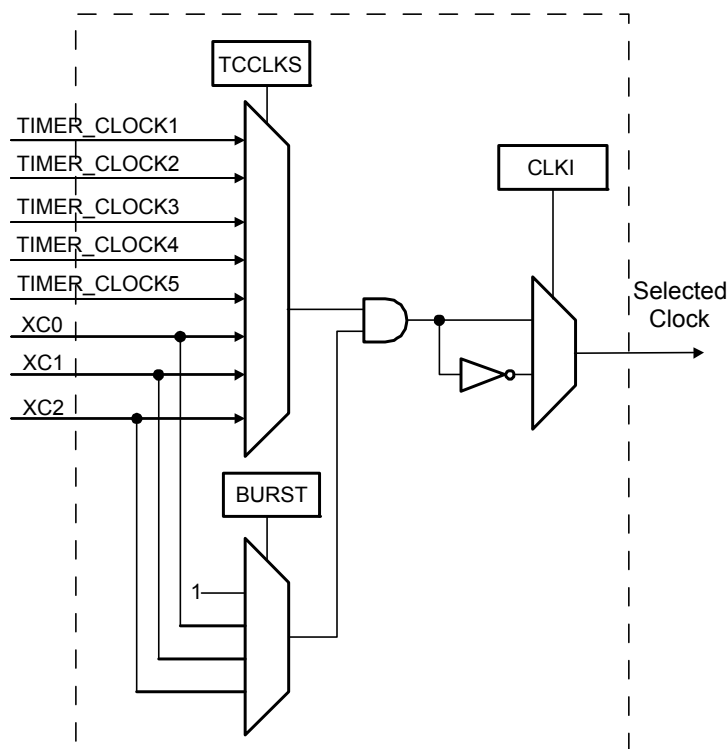 TCCLKS
TIMER_CLOCK1
TIMER_CLOCK2
CLKI
TIMER_CLOCK3
TIMER_CLOCK4
TIMER_CLOCK5
Selected
Clock
XC0
XC1
XC2
BURST
1